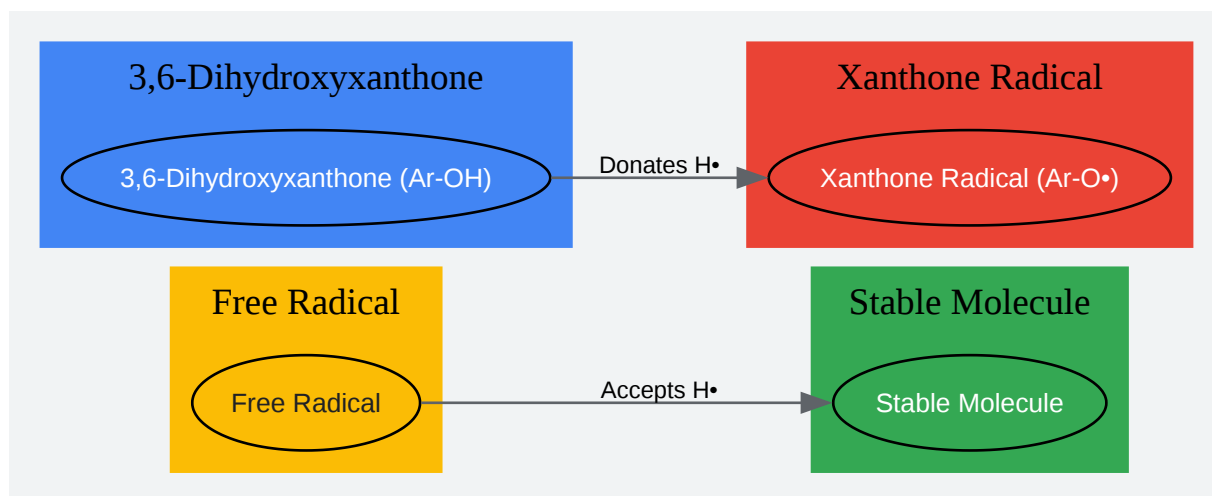 3,6-Dihydroxyxanthone
Xanthone Radical
3,6-Dihydroxyxanthone (Ar-OH)
Donates H•
Xanthone Radical (Ar-O•)
Free Radical
Stable Molecule
Free Radical
Accepts H•
Stable Molecule